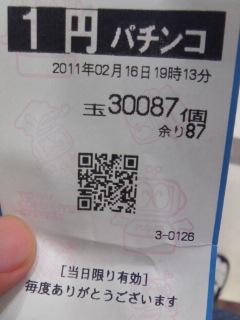 1円 パチンコ
2011年02月16日19時13分
玉30087個
余り87
3-0126
[当日限り有効]
毎度ありがとうございます